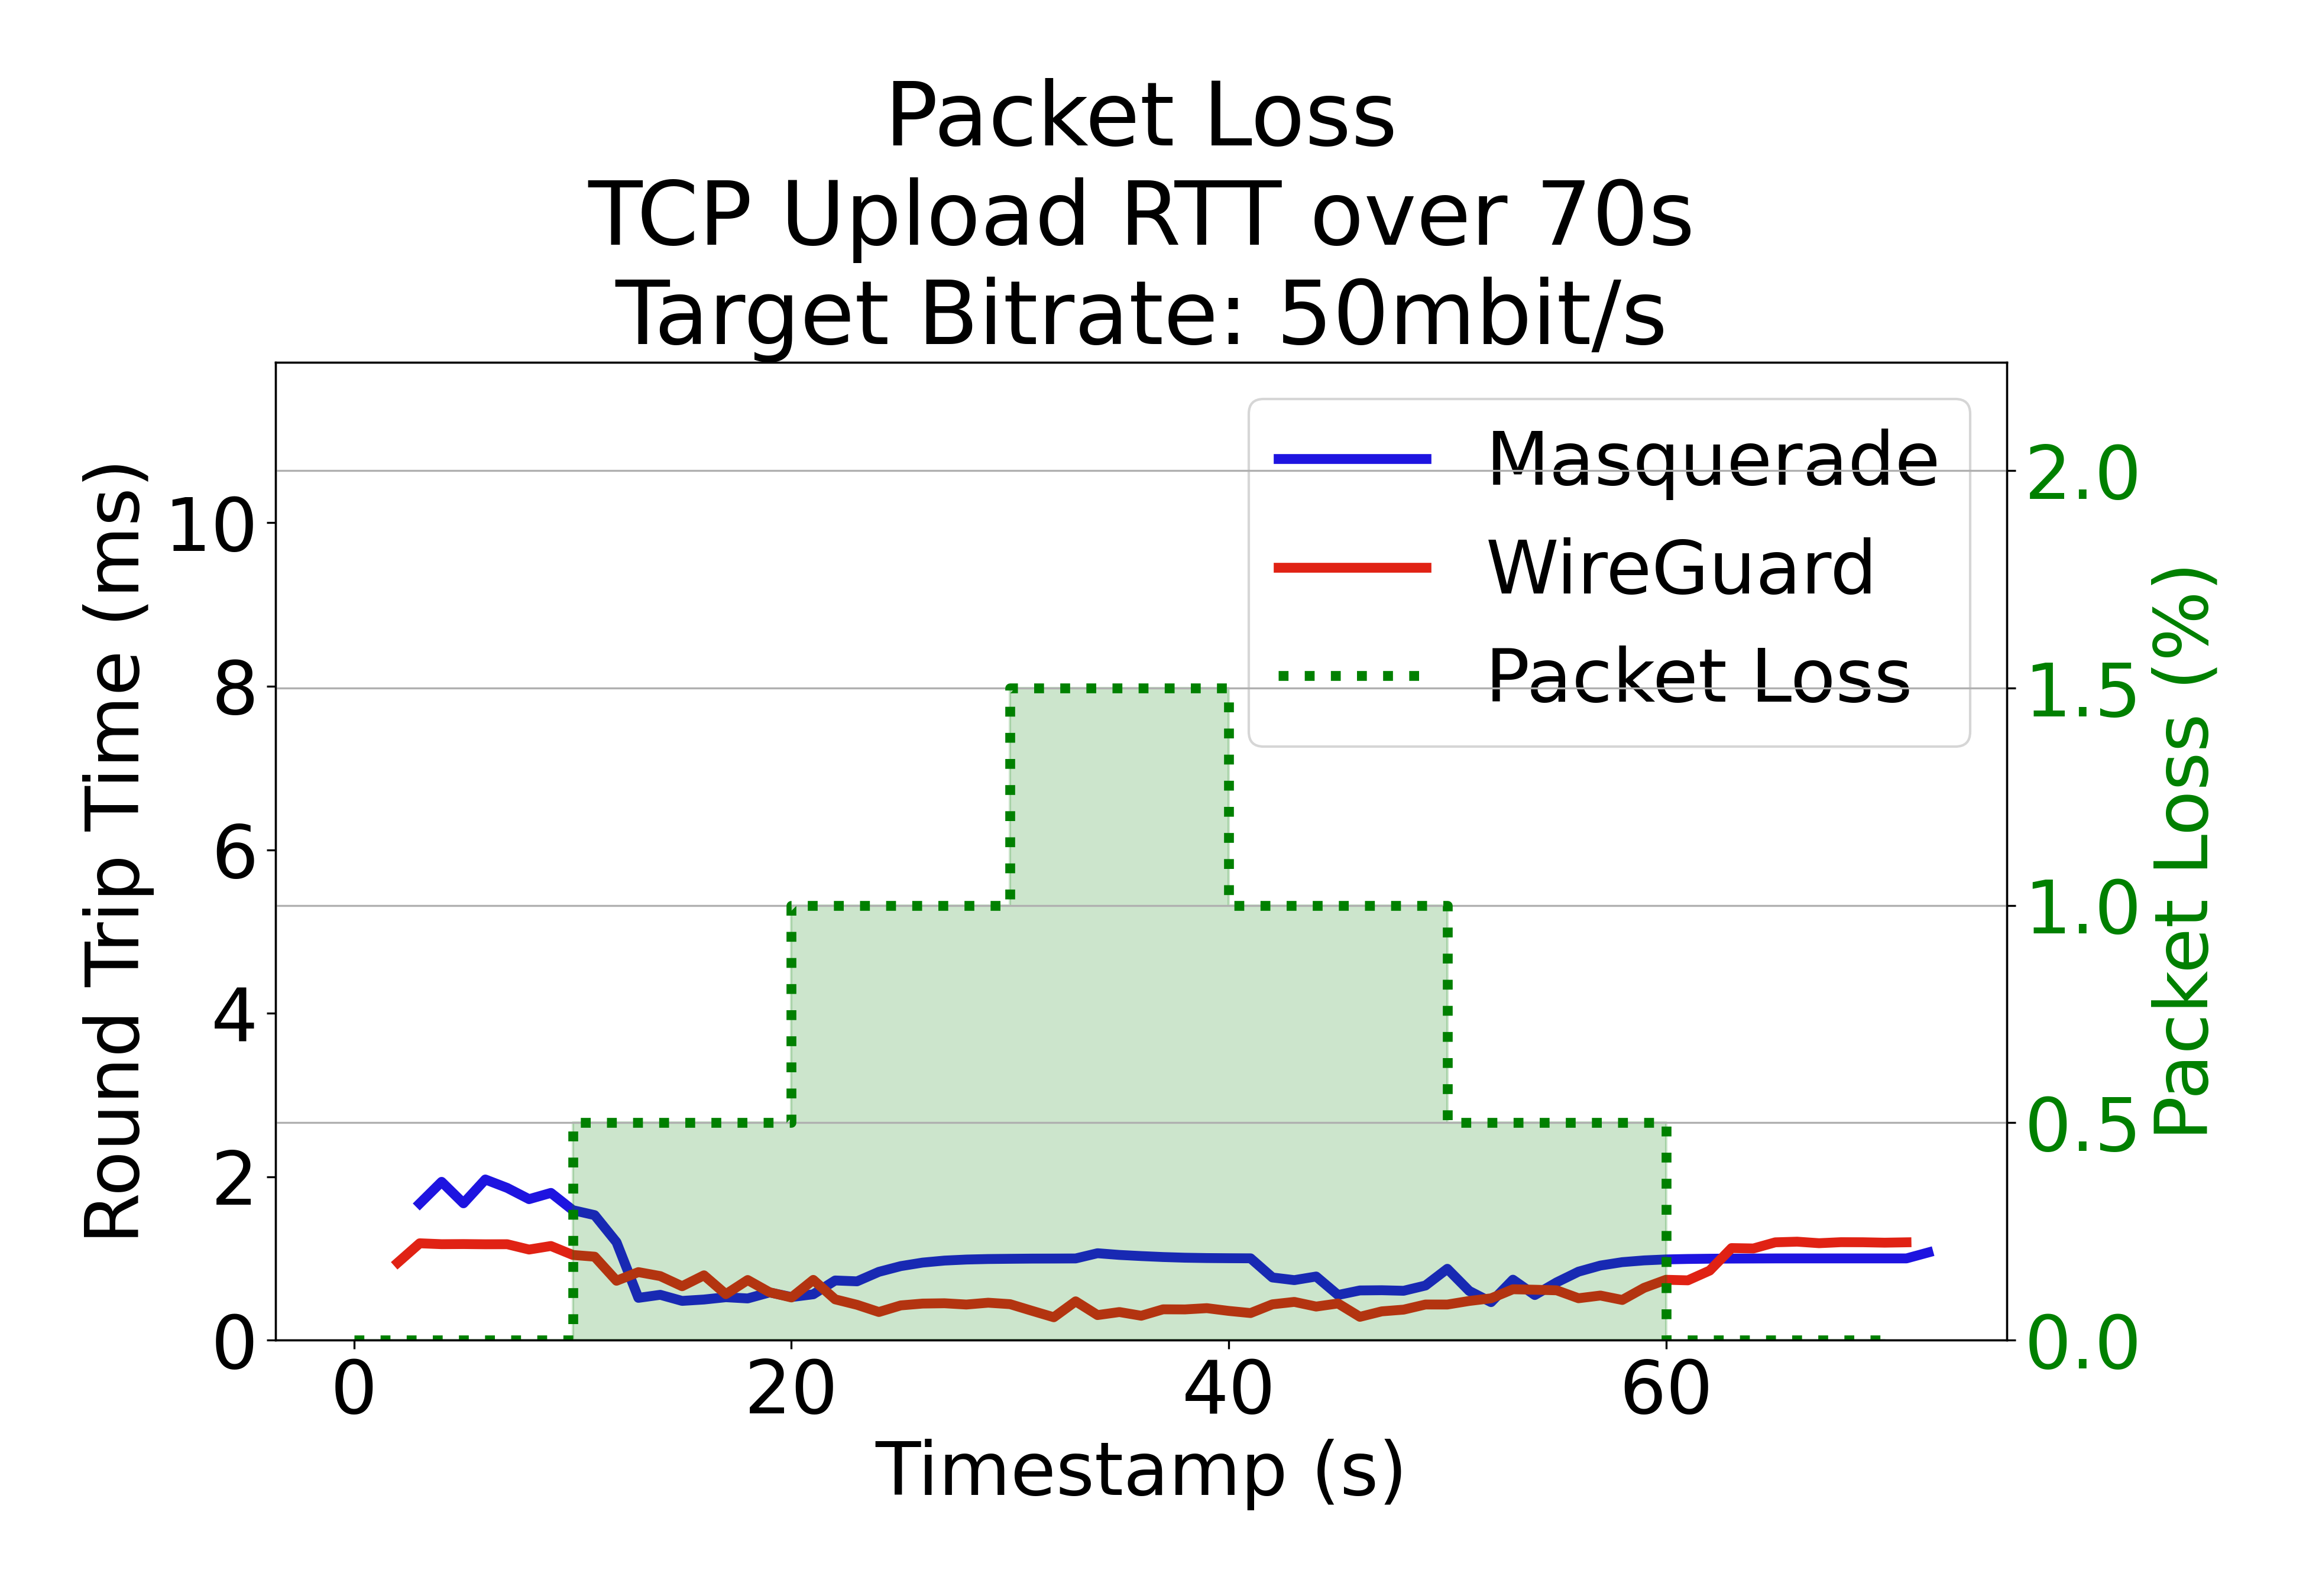 Packet Loss
TCP Upload RTT over 70s
Target Bitrate: 50mbit/s
Masquerade
WireGuard
Packet Loss
Round Trip Time (ms)
10
8
6
4
2
0
2.0
1.5
1.0
0.5
0.0
Packet Loss (%)
0 20 40 60
Timestamp (s)